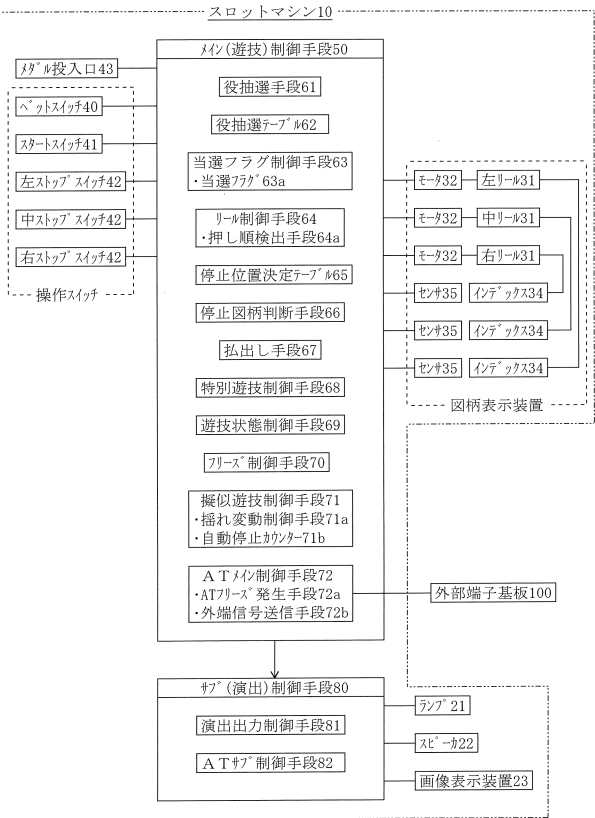 スロットマシン10
メイン(遊技)制御手段50
メダル投入口43
ベットスイッチ40
スタートスイッチ41
左ストップスイッチ42
中ストップスイッチ42
右ストップスイッチ42
操作スイッチ
役抽選手段61
役抽選テーブル62
当選フラグ制御手段63
・当選フラグ63a
リール制御手段64
・押し順検出手段64a
停止位置決定テーブル65
停止図柄判断手段66
払出し手段67
特別遊技制御手段68
遊技状態制御手段69
フリーズ制御手段70
擬似遊技制御手段71
・揺れ変動制御手段71a
・自動停止カウンター71b
ATメイン制御手段72
・ATフリーズ発生手段72a
・外端信号送信手段72b
モータ32 左リール31
モータ32 中リール31
モータ32 右リール31
センサ35 インデックス34
センサ35 インデックス34
センサ35 インデックス34
図柄表示装置
外部端子基板100
サブ(演出)制御手段80
演出出力制御手段81
ATサブ制御手段82
ランプ21
スピーカ22
画像表示装置23